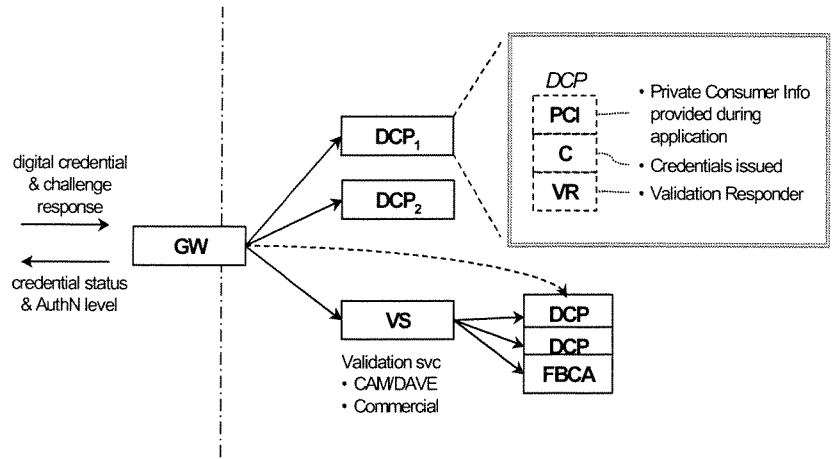 DCP
PCI
C
VR
• Private Consumer Info
provided during
application
• Credentials issued
• Validation Responder
DCP1
DCP2
digital credential
& challenge
response
GW
credential status
& AuthN level
VS
Validation svc
• CAM/DAVE
• Commercial
DCP
DCP
FBCA